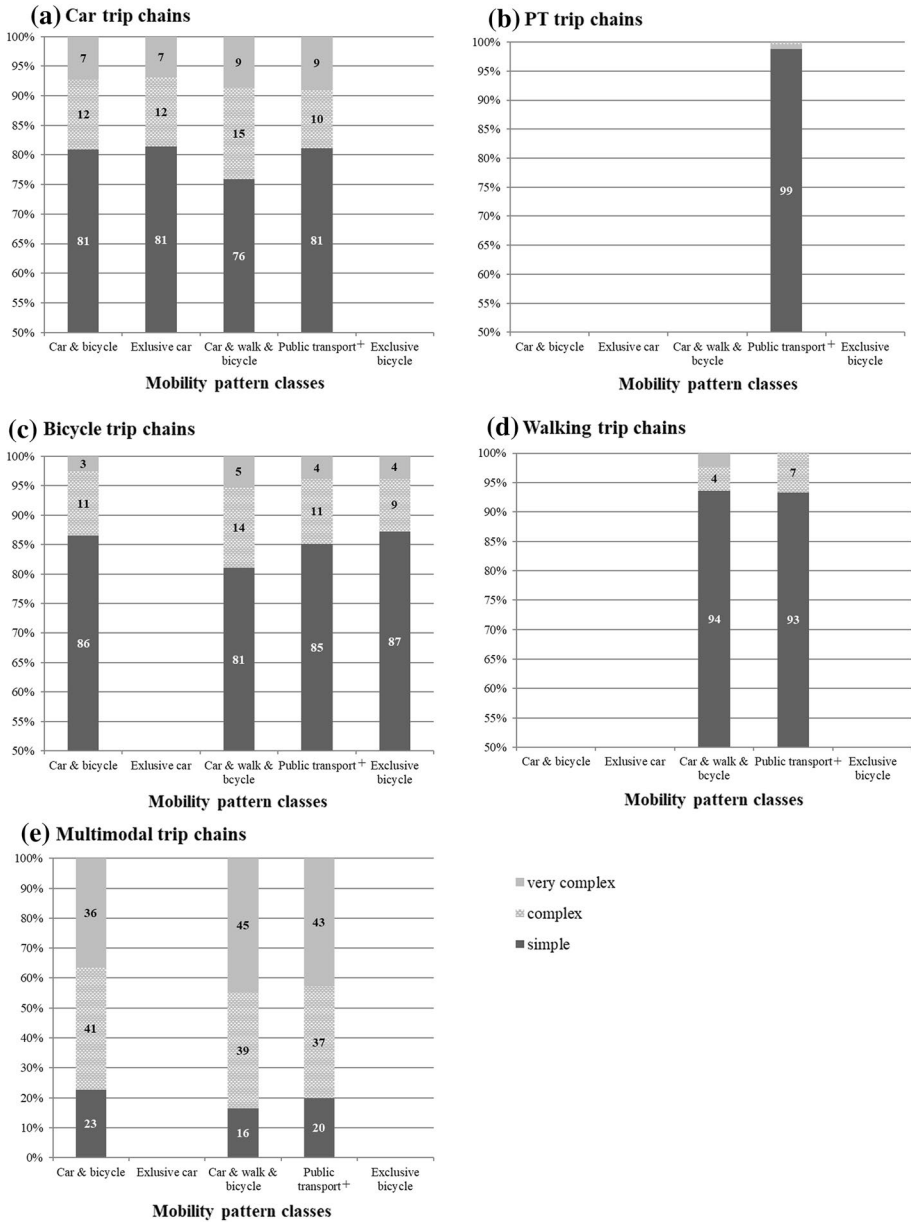 (a) Car trip chains
100%
95%
90%
85%
80%
75%
70%
65%
60%
55%
50%
7
7
9
9
12
12
15
10
81
81
76
81
Car & bicycle
Exlusive car
Car & walk &
bicycle
Public transport+
Exclusive
bicycle
Mobility pattern classes
(b) PT trip chains
100%
95%
90%
85%
80%
75%
70%
65%
60%
55%
50%
99
Car & bicycle
Exlusive car
Car & walk &
bicycle
Public transport+
Exclusive
bicycle
Mobility pattern classes
(c) Bicycle trip chains
100%
95%
90%
85%
80%
75%
70%
65%
60%
55%
50%
3
5
4
4
11
14
11
9
86
81
85
87
Car & bicycle
Exlusive car
Car & walk &
bcycle
Public transport+
Exclusive
bicycle
Mobility pattern classes
(d) Walking trip chains
100%
95%
90%
85%
80%
75%
70%
65%
60%
55%
50%
4
7
94
93
Car & bicycle
Exlusive car
Car & walk &
bcycle
Public transport+
Exclusive
bicycle
Mobility pattern classes
(e) Multimodal trip chains
100%
90%
80%
70%
60%
50%
40%
30%
20%
10%
0%
36
45
43
41
39
37
23
16
20
Car & bicycle
Exlusive car
Car & walk &
bicycle
Public
transport+
Exclusive
bicycle
Mobility pattern classes
very complex
complex
simple